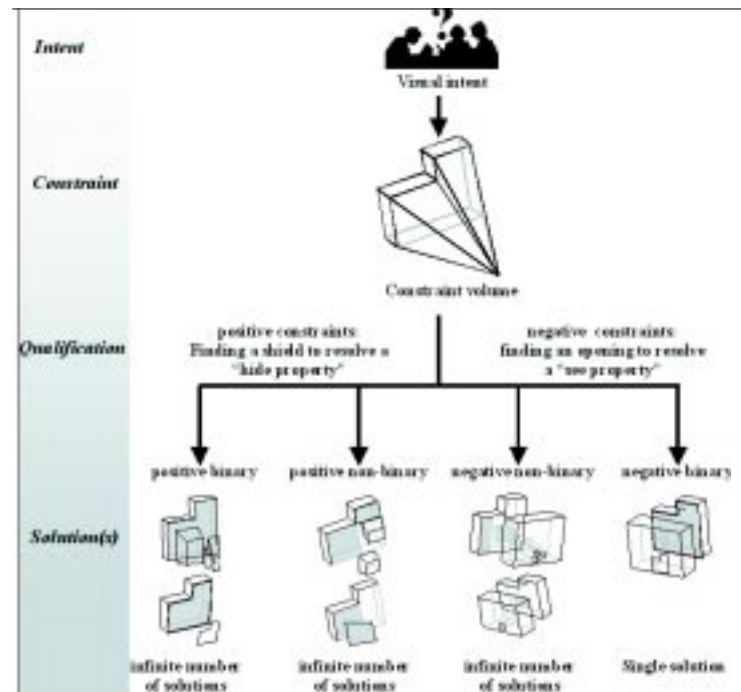 Intent
?
Visual intent
Constraint
Constraint volume
Qualification
positive constraints:
Finding a shield to resolve a
"hide property"
negative constraints:
finding an opening to resolve
a "see property"
positive binary
positive non-binary
negative non-binary
negative binary
Solution(s)
infinite number
of solutions
infinite number
of solutions
infinite number
of solutions
Single solution